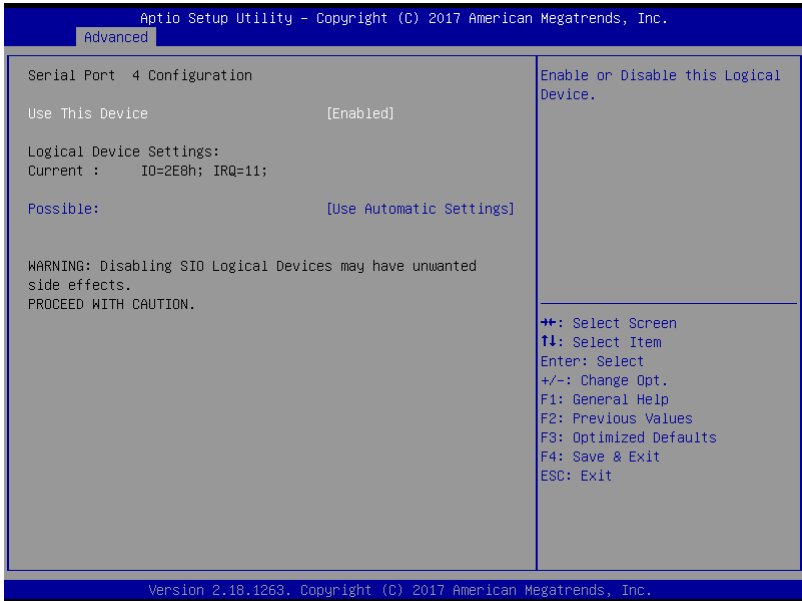 Aptio Setup Utility – Copyright (C) 2017 American Megatrends, Inc.
Advanced
Serial Port 4 Configuration
Use This Device [Enabled]
Logical Device Settings:
Current : IO=2E8h; IRQ=11;
Possible: [Use Automatic Settings]
WARNING: Disabling SIO Logical Devices may have unwanted
side effects.
PROCEED WITH CAUTION.
Enable or Disable this Logical
Device.
→←: Select Screen
↑↓: Select Item
Enter: Select
+/-: Change Opt.
F1: General Help
F2: Previous Values
F3: Optimized Defaults
F4: Save & Exit
ESC: Exit
Version 2.18.1263. Copyright (C) 2017 American Megatrends, Inc.